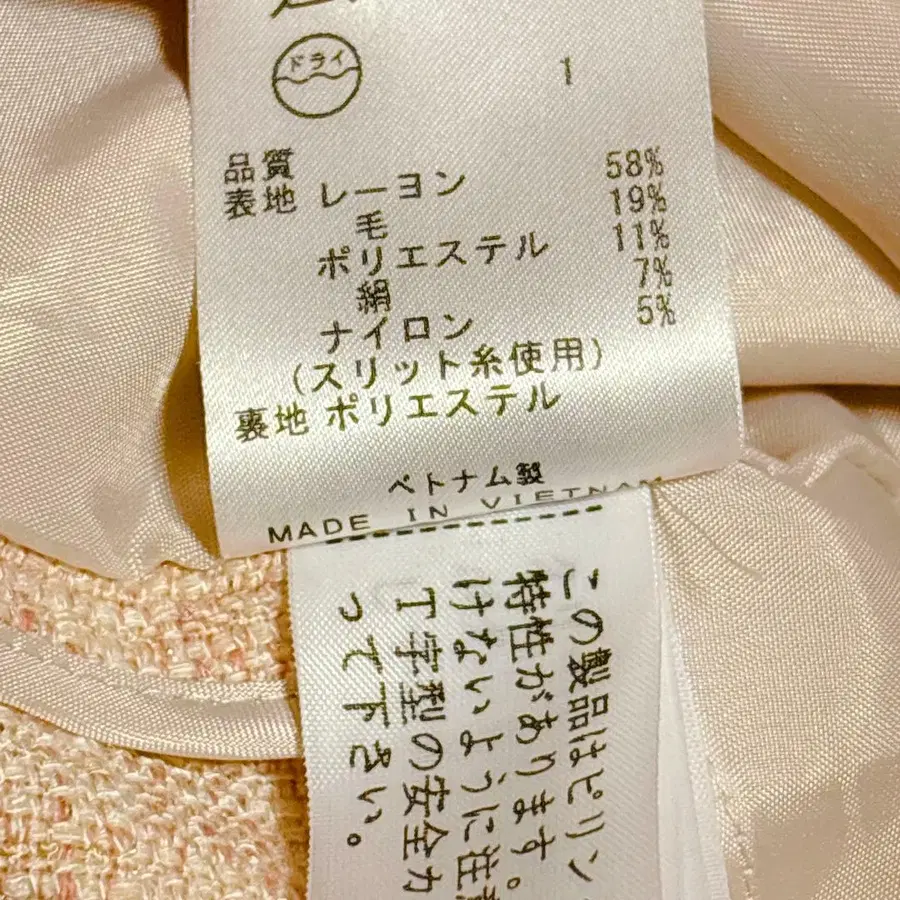 ドライ
1
品質
表地 レーヨン 58%
毛 19%
ポリエステル 11%
絹 7%
ナイロン 5%
(スリット糸使用)
裏地 ポリエステル
ベトナム製
MADE IN VIETNAM
この製品はピリン
特性があります。
けないように注意
丁字型の安全カ
って下さい。